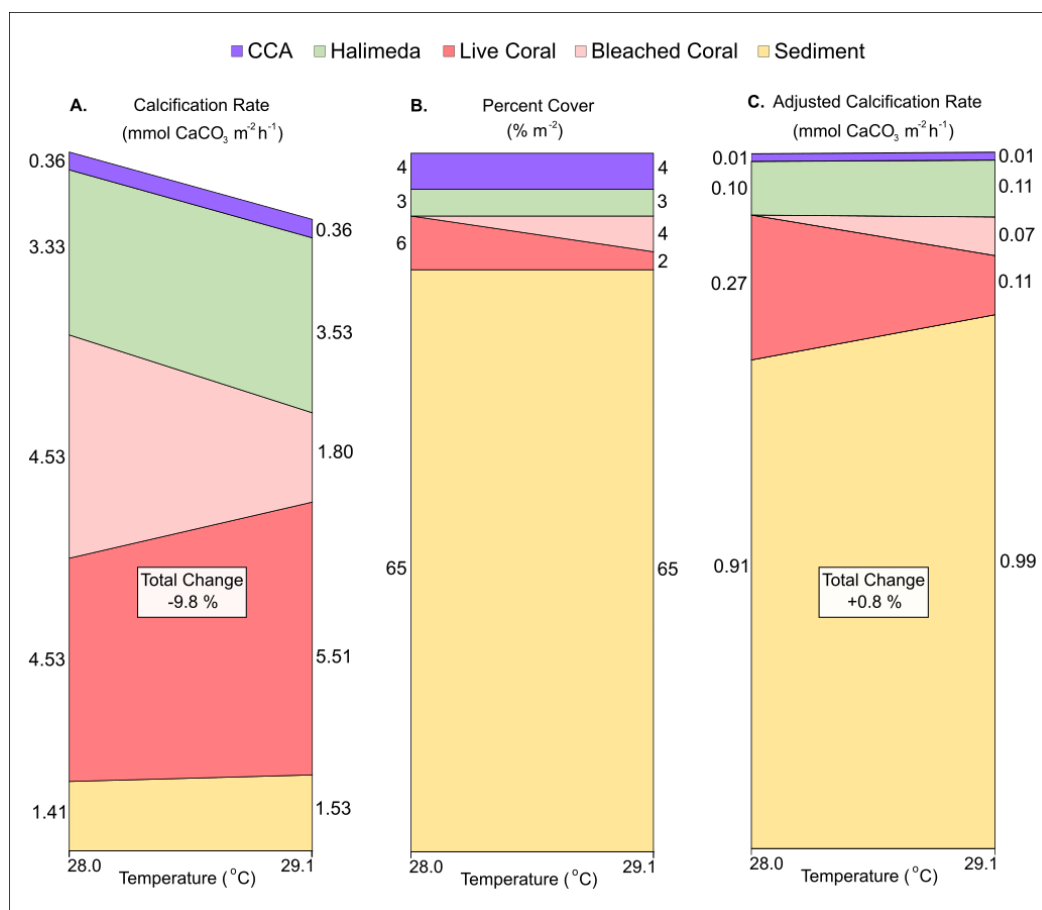 CCA Halimeda Live Coral Bleached Coral Sediment
A. Calcification Rate
(mmol CaCO₃ m⁻² h⁻¹)
0.36
3.33
4.53
4.53
1.41
0.36
3.53
1.80
5.51
1.53
Total Change
-9.8 %
28.0 29.1
Temperature (°C)
B. Percent Cover
(% m⁻²)
4
3
6
65
4
3
4
2
65
28.0 29.1
Temperature (°C)
C. Adjusted Calcification Rate
(mmol CaCO₃ m⁻² h⁻¹)
0.01
0.10
0.27
0.91
0.01
0.11
0.07
0.11
0.99
Total Change
+0.8 %
28.0 29.1
Temperature (°C)